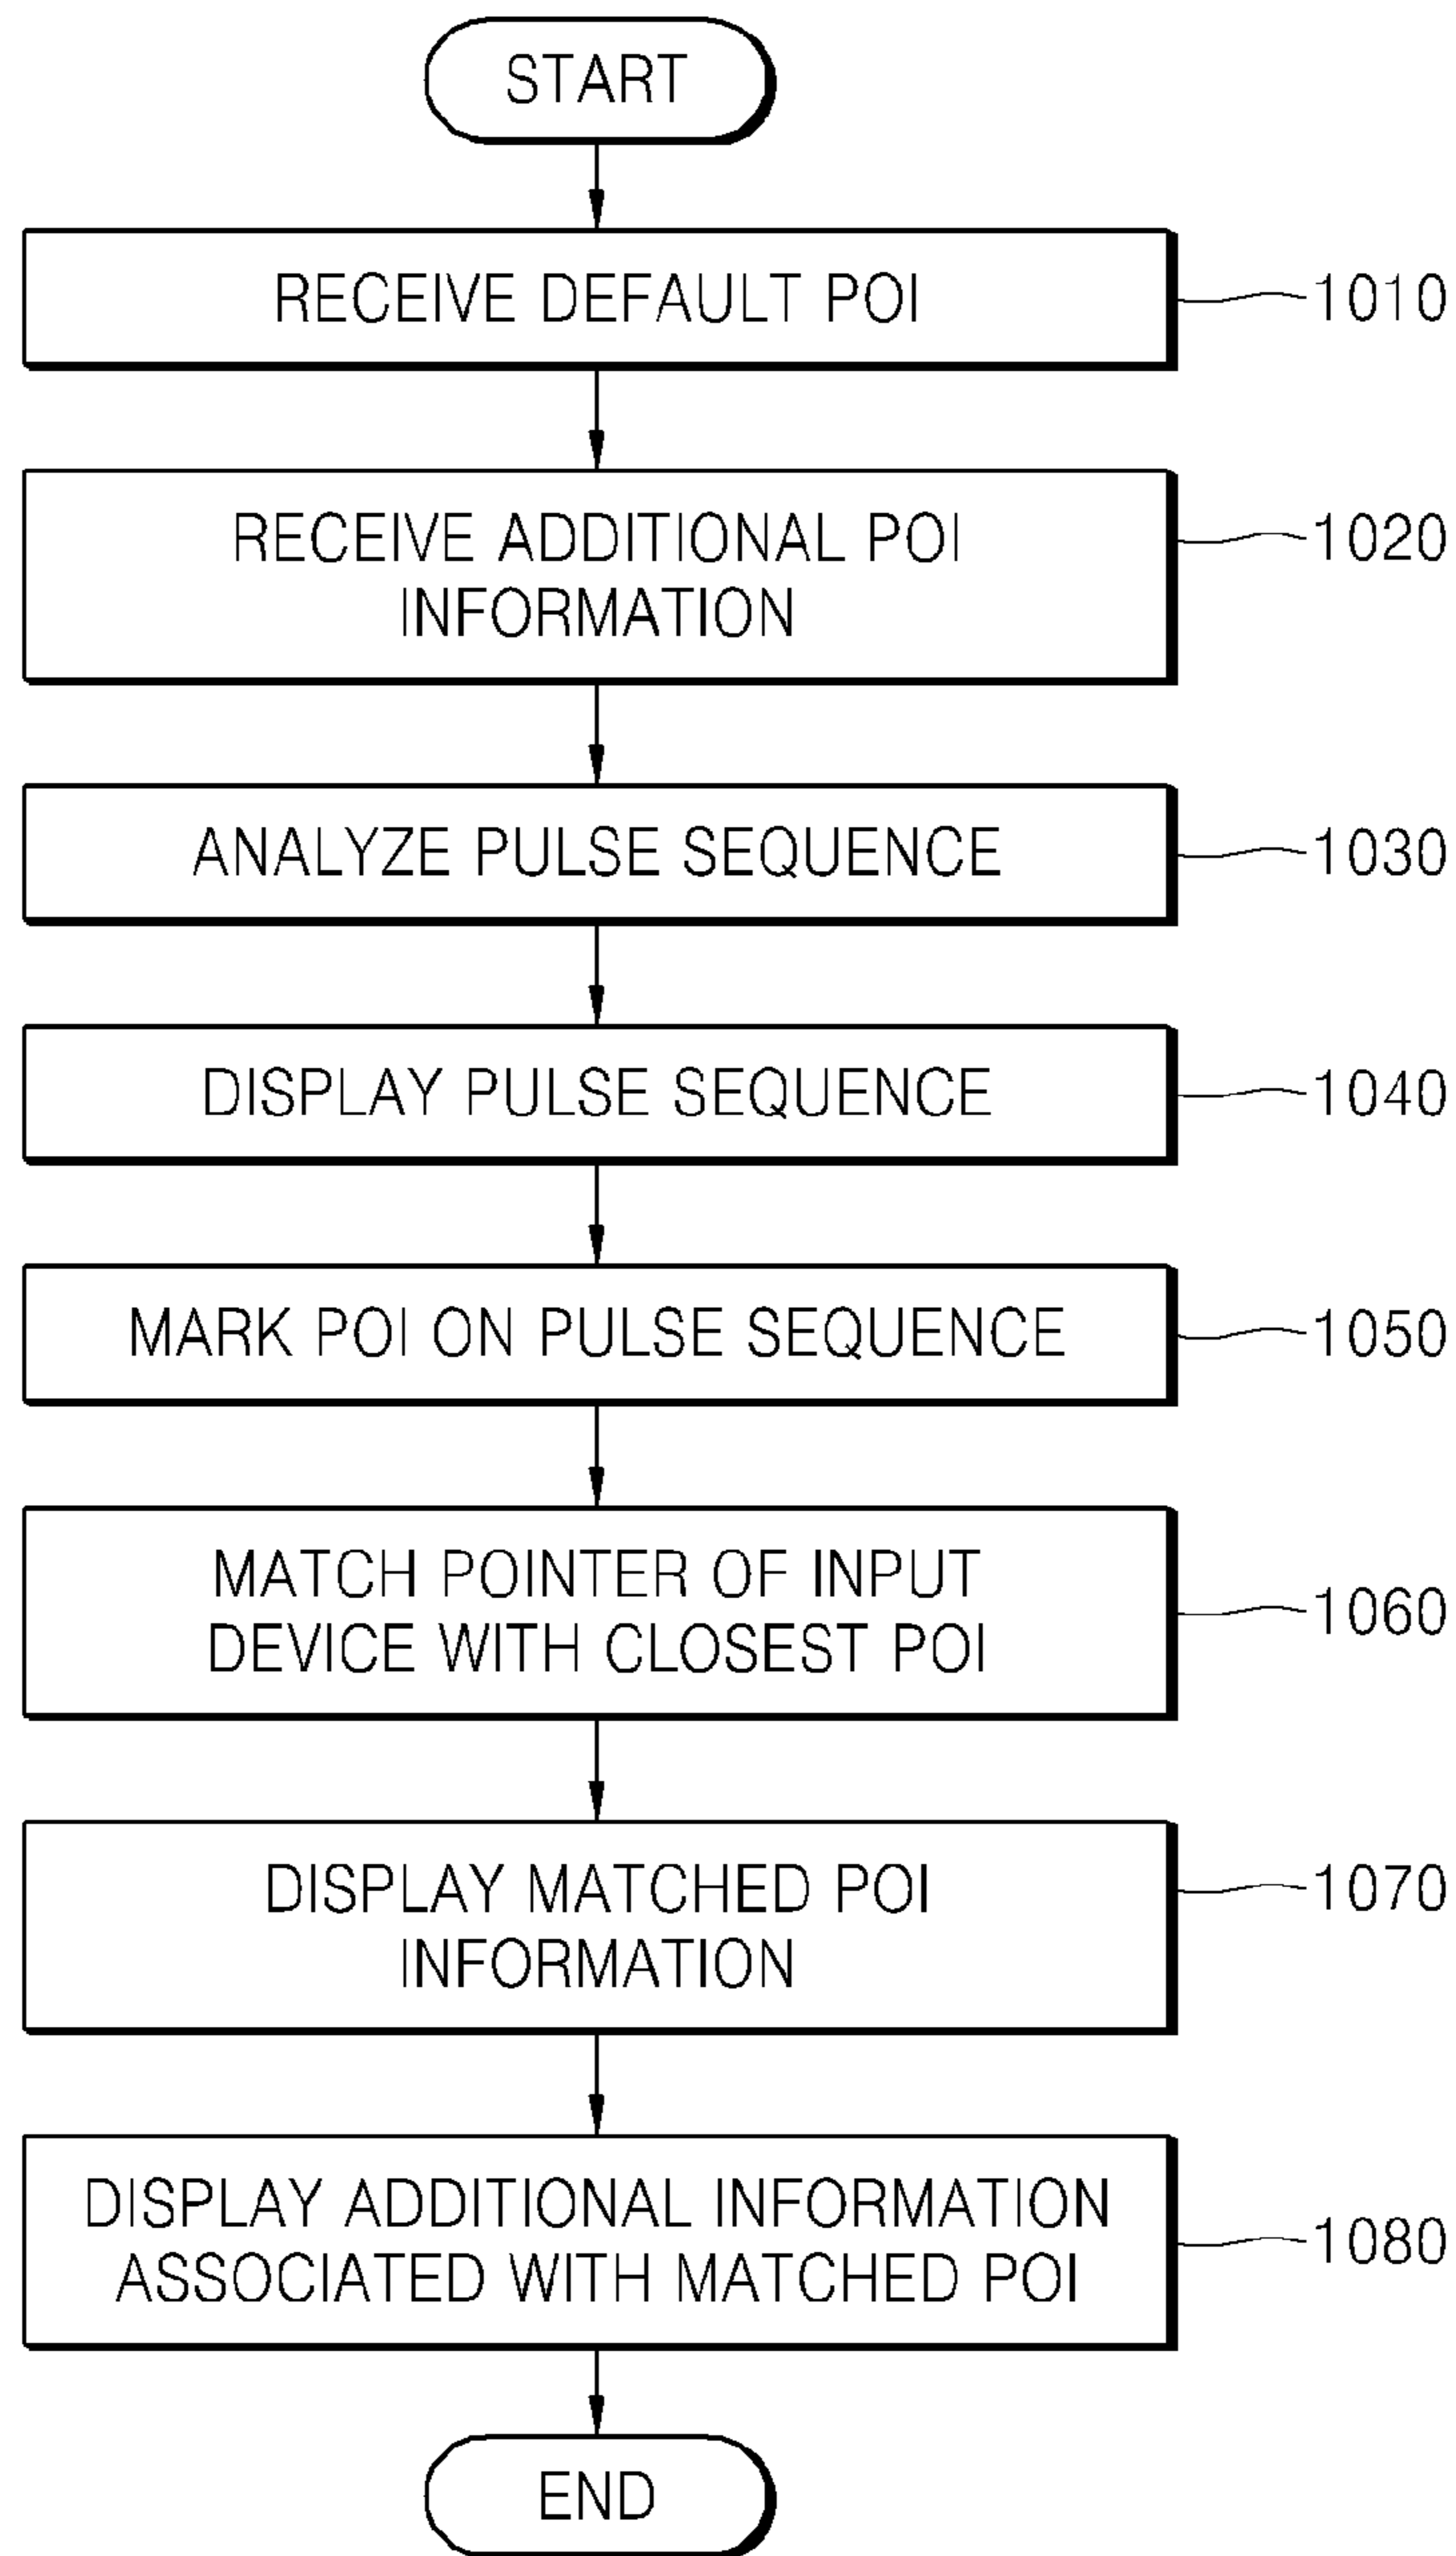 START
RECEIVE DEFAULT POI
1010
RECEIVE ADDITIONAL POI
INFORMATION
1020
ANALYZE PULSE SEQUENCE
1030
DISPLAY PULSE SEQUENCE
1040
MARK POI ON PULSE SEQUENCE
1050
MATCH POINTER OF INPUT
DEVICE WITH CLOSEST POI
1060
DISPLAY MATCHED POI
INFORMATION
1070
DISPLAY ADDITIONAL INFORMATION
ASSOCIATED WITH MATCHED POI
1080
END